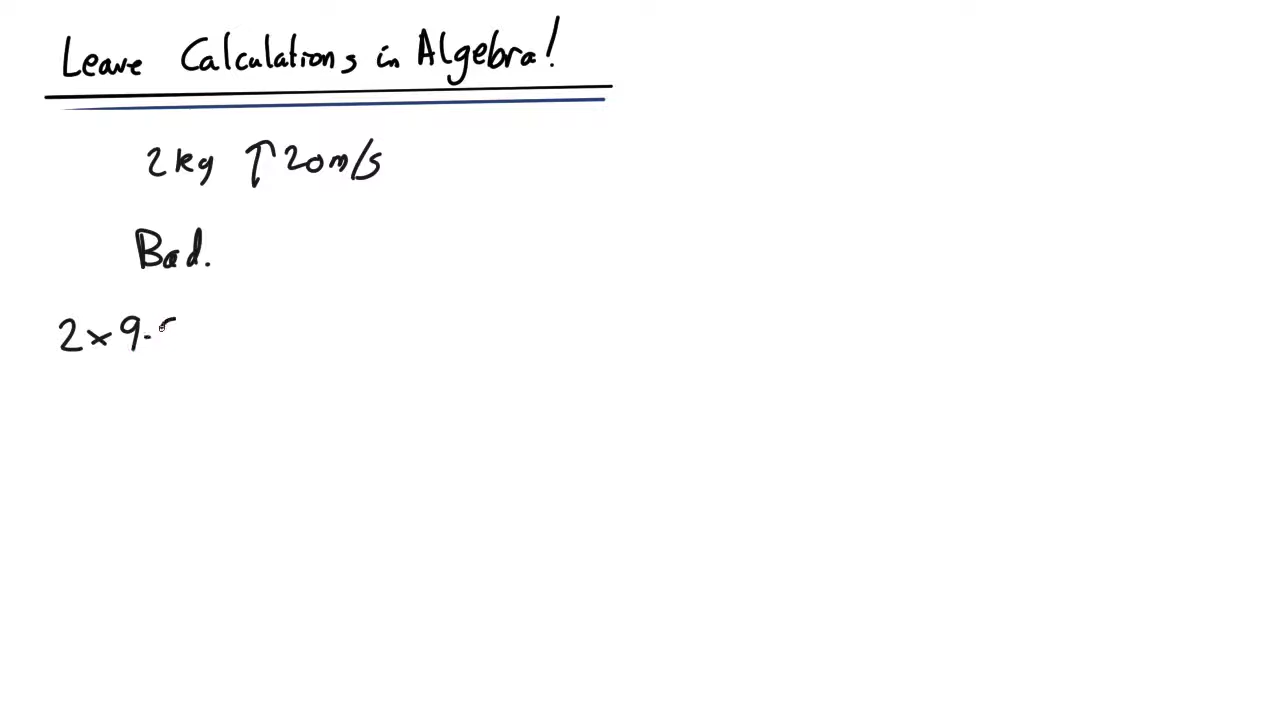 Leave Calculations in Algebra!
2kg ↑20m/s
Bad.
2×9.